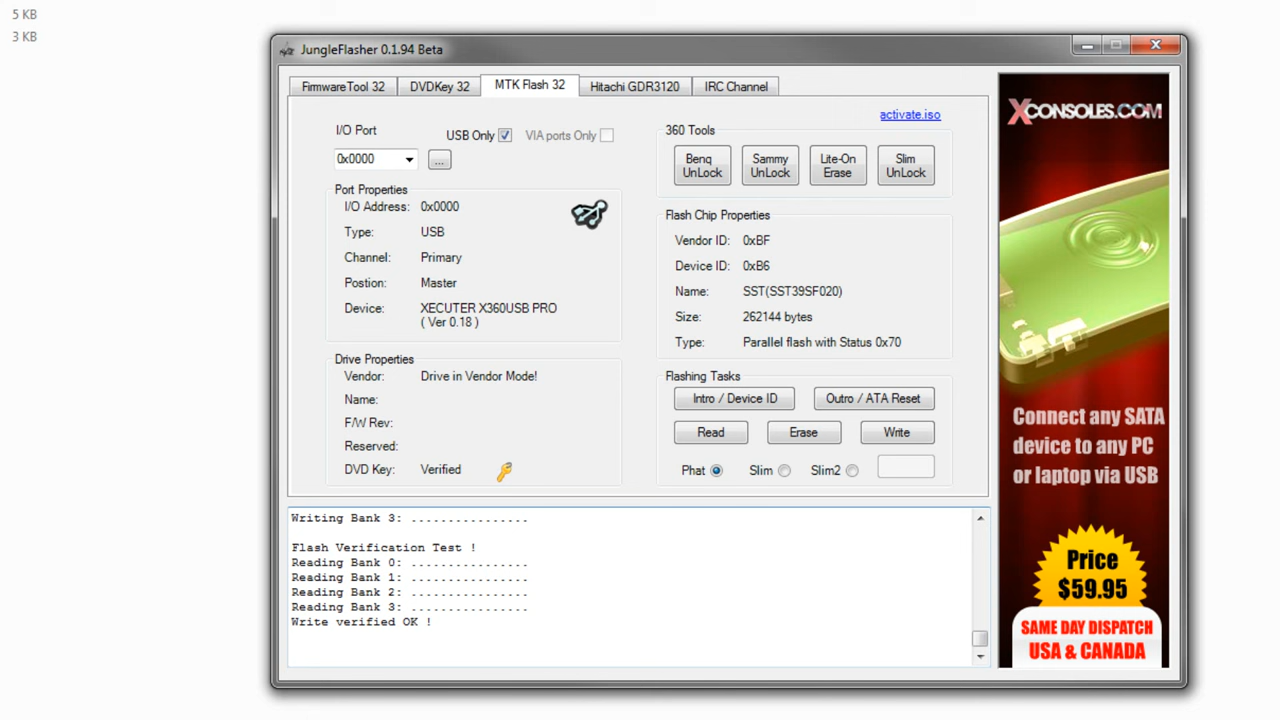 5 KB
3 KB
JungleFlasher 0.1.94 Beta
FirmwareTool 32
DVDKey 32
MTK Flash 32
Hitachi GDR3120
IRC Channel
activate.iso
I/O Port
USB Only
VIA ports Only
0x0000
...
Port Properties
I/O Address: 0x0000
Type: USB
Channel: Primary
Postion: Master
Device: XECUTER X360USB PRO
( Ver 0.18 )
Drive Properties
Vendor: Drive in Vendor Mode!
Name:
F/W Rev:
Reserved:
DVD Key: Verified
360 Tools
Benq
UnLock
Sammy
UnLock
Lite-On
Erase
Slim
UnLock
Flash Chip Properties
Vendor ID: 0xBF
Device ID: 0xB6
Name: SST(SST39SF020)
Size: 262144 bytes
Type: Parallel flash with Status 0x70
Flashing Tasks
Intro / Device ID
Outro / ATA Reset
Read
Erase
Write
Phat
Slim
Slim2
Writing Bank 3: ................
Flash Verification Test !
Reading Bank 0: ................
Reading Bank 1: ................
Reading Bank 2: ................
Reading Bank 3: ................
Write verified OK !
XCONSOLES.COM
Connect any SATA
device to any PC
or laptop via USB
Price
$59.95
SAME DAY DISPATCH
USA & CANADA